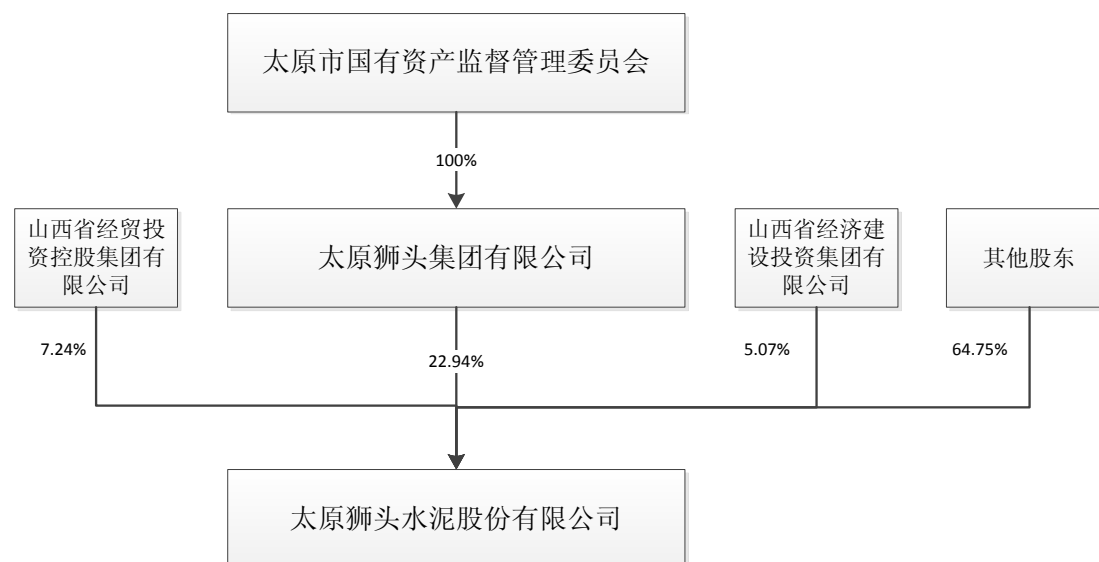 太原市国有资产监督管理委员会
100%
山西省经贸投
资控股集团有
限公司
太原狮头集团有限公司
山西省经济建
设投资集团有
限公司
其他股东
7.24%
22.94%
5.07%
64.75%
太原狮头水泥股份有限公司